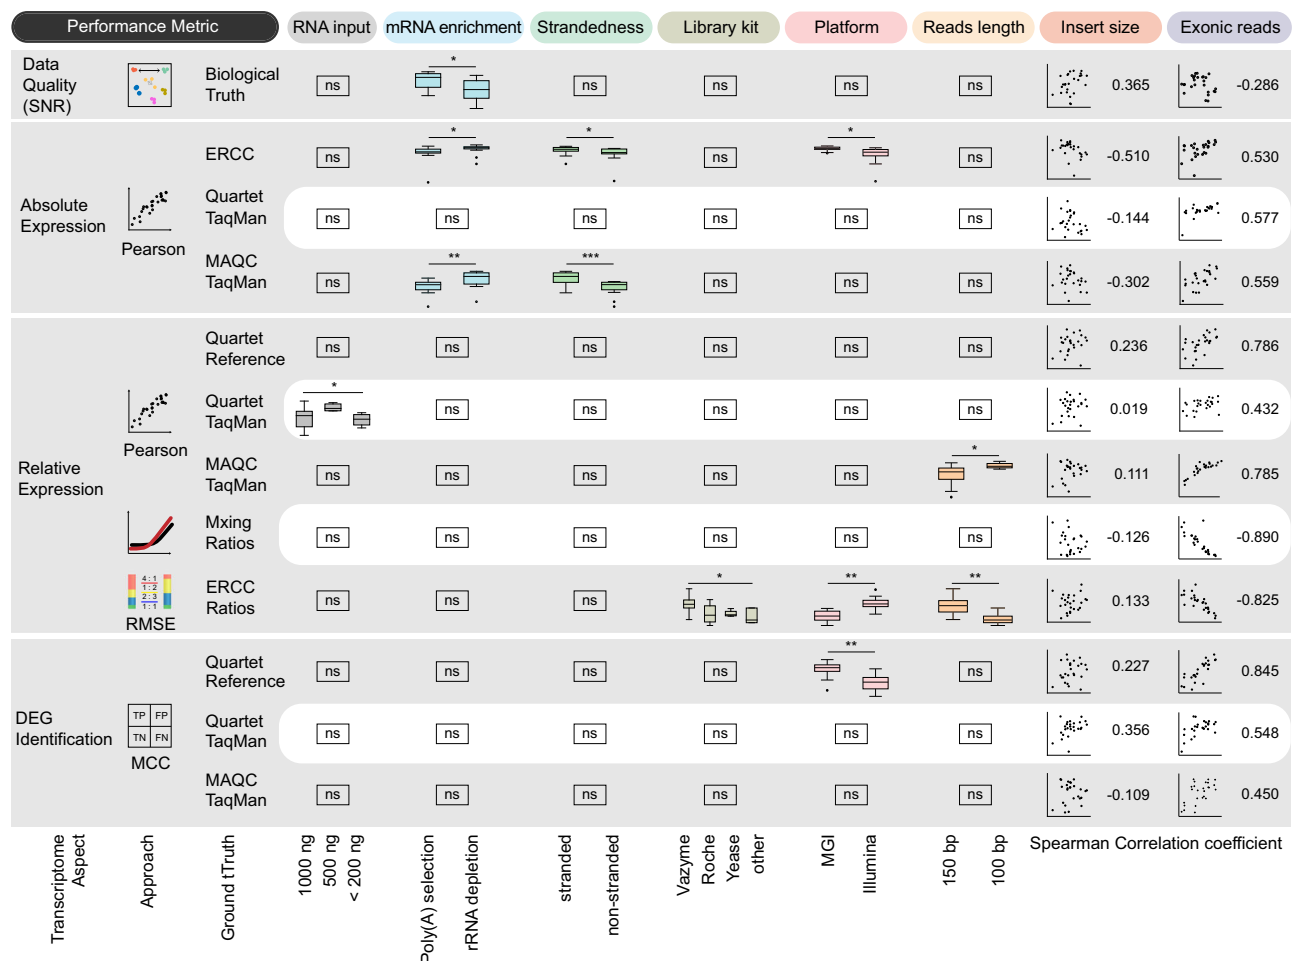 Performance Metric RNA input mRNA enrichment Strandedness Library kit Platform Reads length Insert size Exonic reads
Data
Quality
(SNR)
Biological
Truth
ns * ns ns ns ns 0.365 -0.286
Absolute
Expression
Pearson
ERCC
ns * * ns * ns -0.510 0.530
Quartet
TaqMan
ns ns ns ns ns ns -0.144 0.577
MAQC
TaqMan
ns ** *** ns ns ns -0.302 0.559
Relative
Expression
Pearson
Quartet
Reference
ns ns ns ns ns ns 0.236 0.786
Quartet
TaqMan
* ns ns ns ns ns 0.019 0.432
MAQC
TaqMan
ns ns ns ns ns * 0.111 0.785
Mxing
Ratios
ns ns ns ns ns ns -0.126 -0.890
4 : 1
1 : 2
2 : 3
1 : 1
RMSE
ERCC
Ratios
ns ns ns * ** ** 0.133 -0.825
DEG
Identification
TP FP
TN FN
MCC
Quartet
Reference
ns ns ns ns ** ns 0.227 0.845
Quartet
TaqMan
ns ns ns ns ns ns 0.356 0.548
MAQC
TaqMan
ns ns ns ns ns ns -0.109 0.450
Transcriptome
Aspect
Approach
Ground tTruth
1000 ng
500 ng
< 200 ng
Poly(A) selection
rRNA depletion
stranded
non-stranded
Vazyme
Roche
Yease
other
MGI
Illumina
150 bp
100 bp
Spearman Correlation coefficient